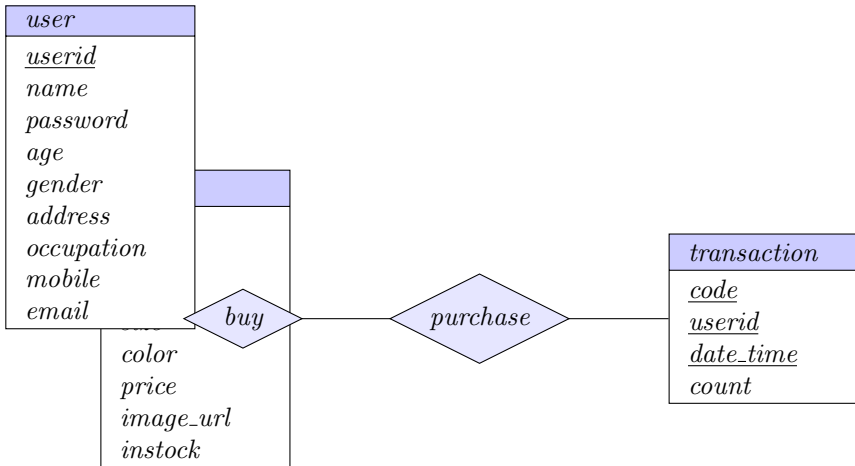 user
userid
name
password
age
gender
address
occupation
mobile
email
color
price
image_url
instock
buy
purchase
transaction
code
userid
date_time
count